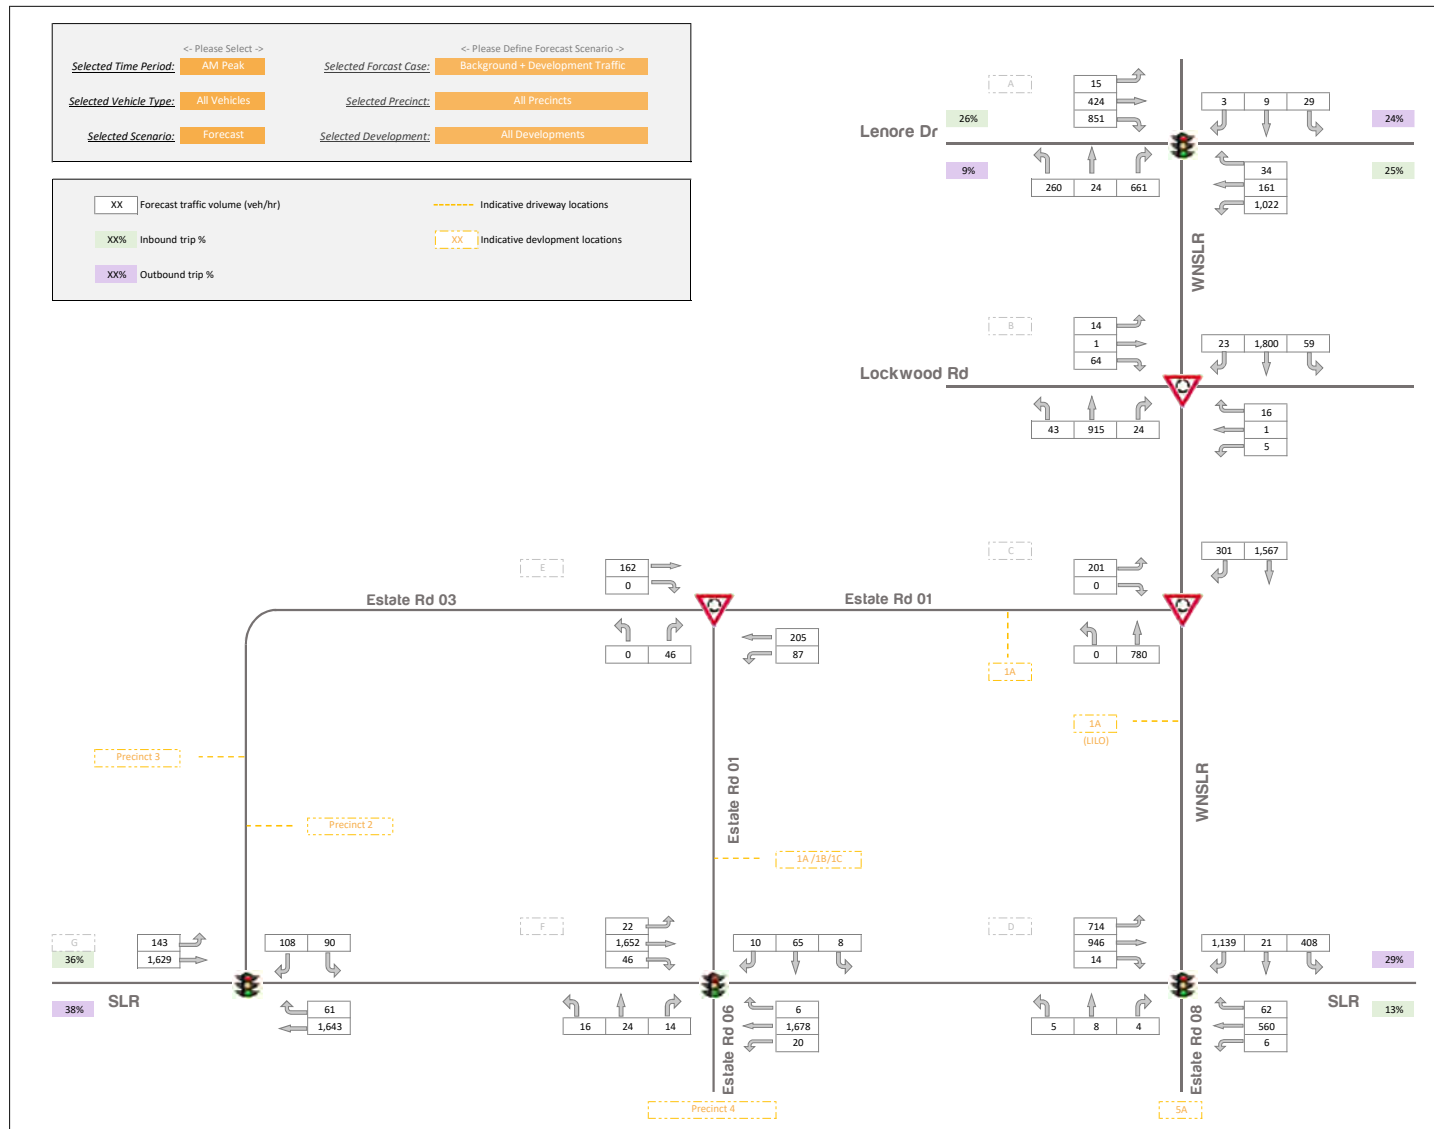 <- Please Select ->
<- Please Define Forecast Scenario ->
Selected Time Period: AM Peak
Selected Forcast Case: Background + Development Traffic
Selected Vehicle Type: All Vehicles
Selected Precinct: All Precincts
Selected Scenario: Forecast
Selected Development: All Developments
XX Forecast traffic volume (veh/hr)
Indicative driveway locations
XX% Inbound trip %
XX Indicative devlopment locations
XX% Outbound trip %
A
15
424
851
3 9 29
26%
24%
Lenore Dr
9%
25%
260 24 661
34
161
1,022
WNSLR
B
14
1
64
23 1,800 59
Lockwood Rd
43 915 24
16
1
5
E
162
0
C
201
0
301 1,567
Estate Rd 03
Estate Rd 01
0 46
205
87
0 780
1A
1A
(LILO)
Precinct 3
Precinct 2
Estate Rd 01
WNSLR
1A /1B/1C
G
36%
143
1,629
108 90
F
22
1,652
46
10 65 8
D
714
946
14
1,139 21 408
29%
38%
SLR
61
1,643
16 24 14
Estate Rd 06
6
1,678
20
5 8 4
Estate Rd 08
62
560
6
SLR
13%
Precinct 4
5A